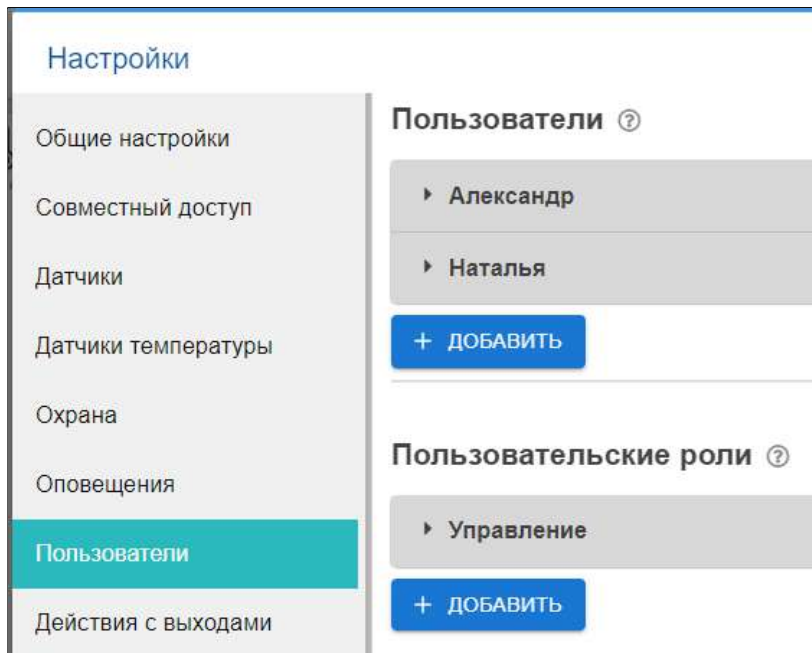 Настройки
Общие настройки
Совместный доступ
Датчики
Датчики температуры
Охрана
Оповещения
Пользователи
Действия с выходами
Пользователи ?
Александр
Наталья
+ ДОБАВИТЬ
Пользовательские роли ?
Управление
+ ДОБАВИТЬ